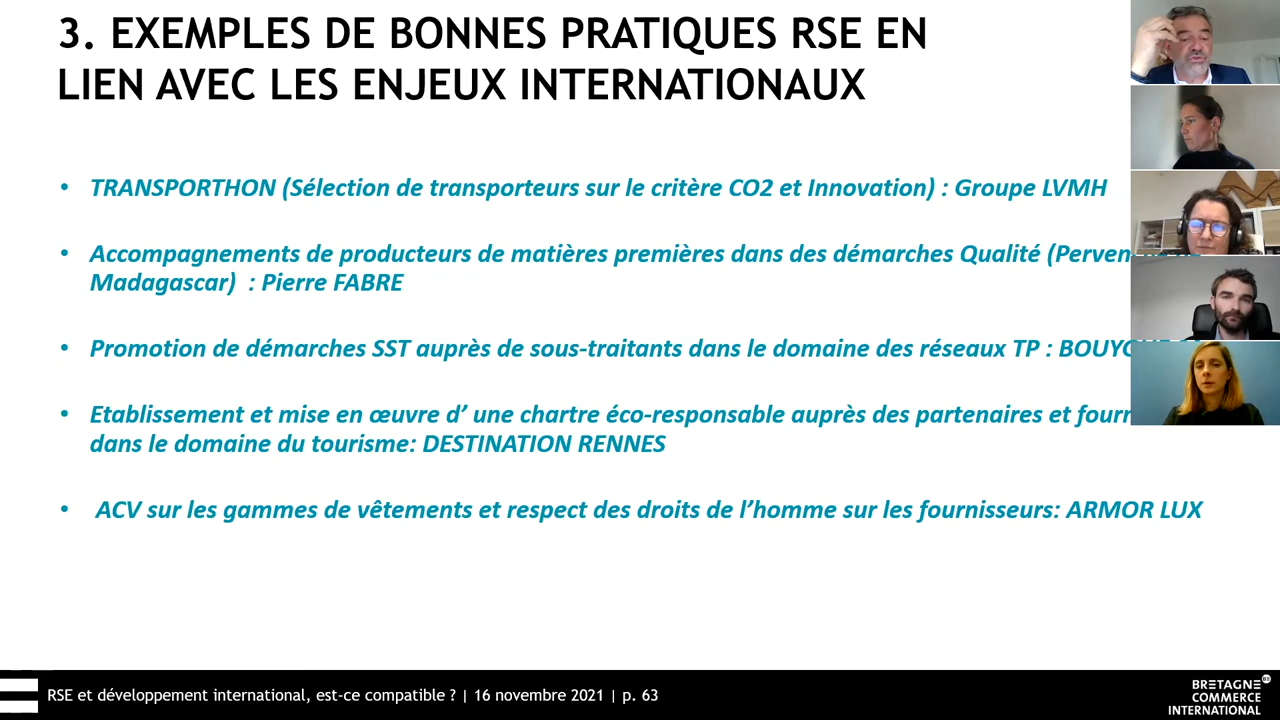 3. EXEMPLES DE BONNES PRATIQUES RSE EN
LIEN AVEC LES ENJEUX INTERNATIONAUX
• TRANSPORTHON (Sélection de transporteurs sur le critère CO2 et Innovation) : Groupe LVMH
• Accompagnements de producteurs de matières premières dans des démarches Qualité
Madagascar) : Pierre FABRE
• Promotion de démarches SST auprès de sous-traitants dans le domaine des réseaux TP :
• Etablissement et mise en œuvre d’ une chartre éco-responsable auprès des partenaires et
dans le domaine du tourisme: DESTINATION RENNES
• ACV sur les gammes de vêtements et respect des droits de l’homme sur les fournisseurs: ARMOR LUX
RSE et développement international, est-ce compatible ? | 16 novembre 2021 | p. 63
BRETAGNE
COMMERCE
INTERNATIONAL